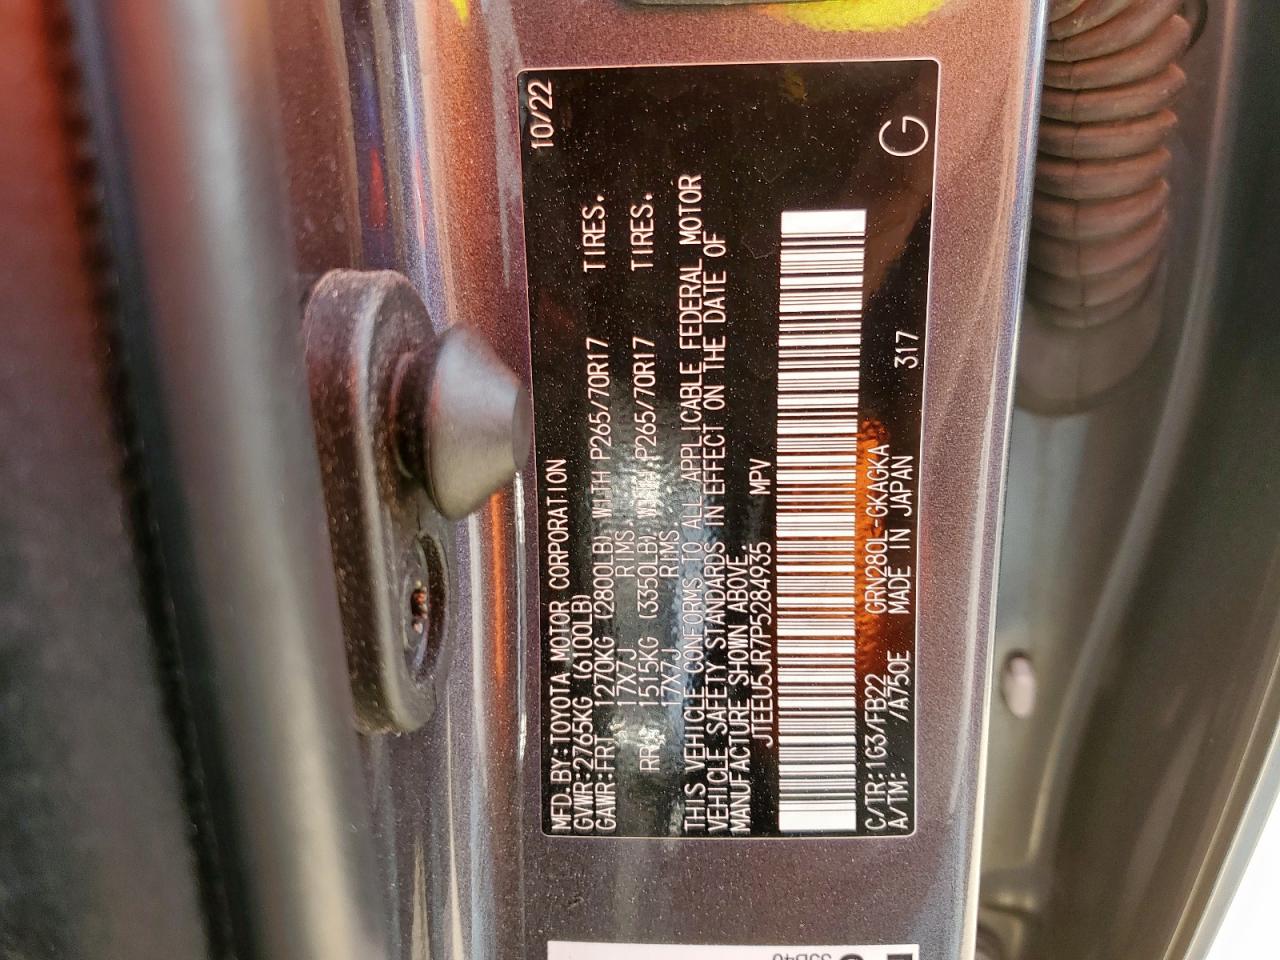 MFD.BY:TOYOTA MOTOR CORPORATION 10/22
GVWR:2765KG (6100LB)
GAWR:FRT 1270KG (2800LB) WITH P265/70R17 TIRES.
17X7J RIMS.
RR 1515KG (3350LB) WITH P265/70R17 TIRES.
17X7J RIMS.
THIS VEHICLE CONFORMS TO ALL APPLICABLE FEDERAL MOTOR
VEHICLE SAFETY STANDARDS IN EFFECT ON THE DATE OF
MANUFACTURE SHOWN ABOVE.
JTEEU5JR7P5284935 MPV
C/TR:1G3/FB22 GRN280L-GKAGKA
A/TM: /A750E MADE IN JAPAN 317 G